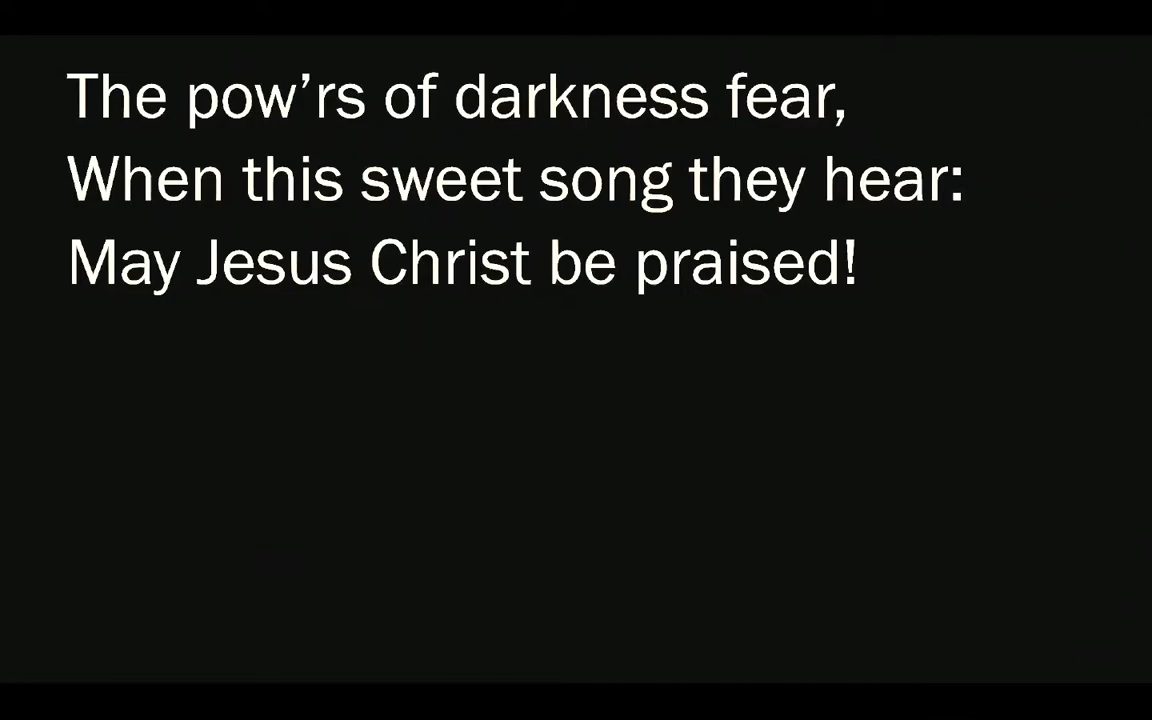 The pow’rs of darkness fear,
When this sweet song they hear:
May Jesus Christ be praised!